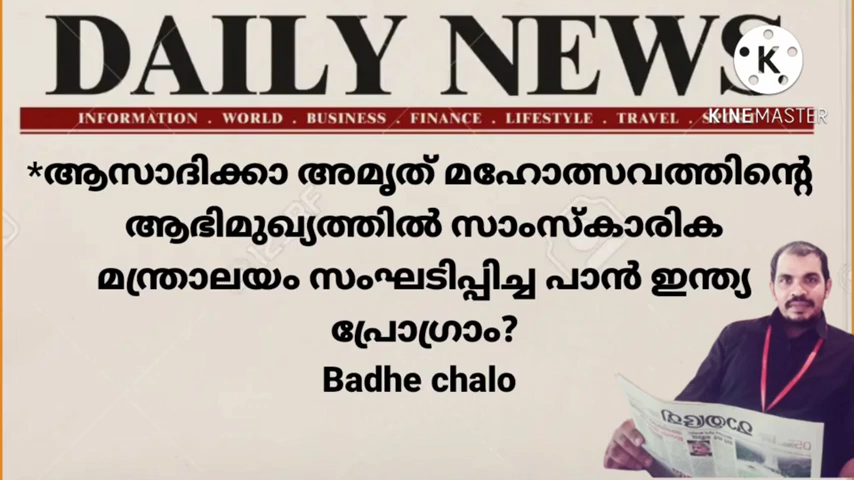 DAILY NEWS
K
KINEMASTER
INFORMATION . WORLD . BUSINESS . FINANCE . LIFESTYLE . TRAVEL .
*ആസാദിക്കാ അമൃത് മഹോത്സവത്തിന്റെ
ആഭിമുഖ്യത്തിൽ സാംസ്കാരിക
മന്ത്രാലയം സംഘടിപ്പിച്ച പാൻ ഇന്ത്യ
പ്രോഗ്രാം?
Badhe chalo